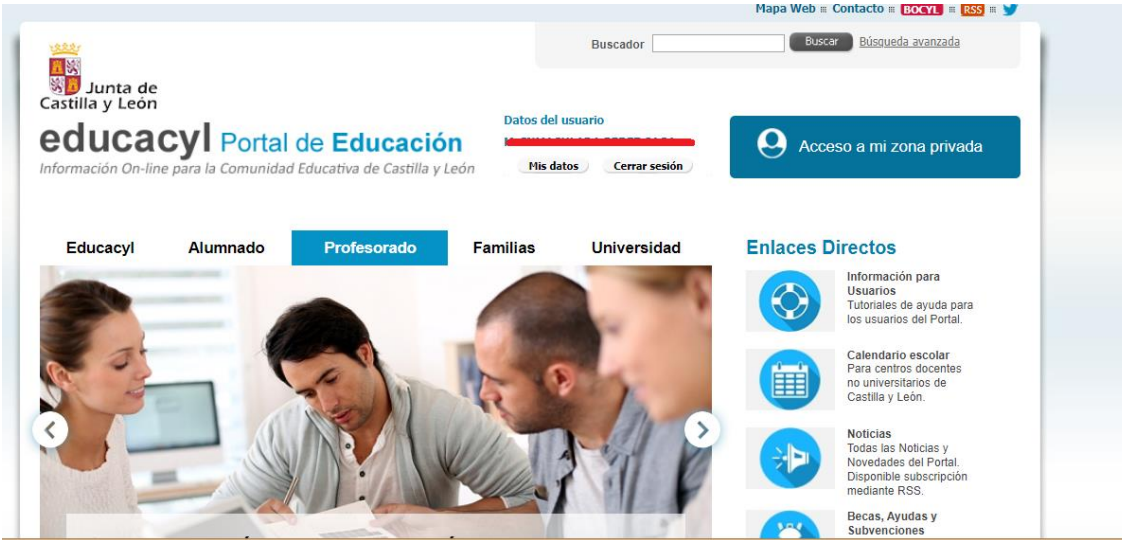 Mapa Web Contacto BOCYL RSS
Buscador Buscar Búsqueda avanzada
Junta de
Castilla y León
educacyl Portal de Educación
Información On-line para la Comunidad Educativa de Castilla y León
Datos del usuario
Mis datos Cerrar sesión
Acceso a mi zona privada
Educacyl Alumnado Profesorado Familias Universidad
Enlaces Directos
Información para
Usuarios
Tutoriales de ayuda para
los usuarios del Portal.
Calendario escolar
Para centros docentes
no universitarios de
Castilla y León.
Noticias
Todas las Noticias y
Novedades del Portal.
Disponible subscripción
mediante RSS.
Becas, Ayudas y
Subvenciones